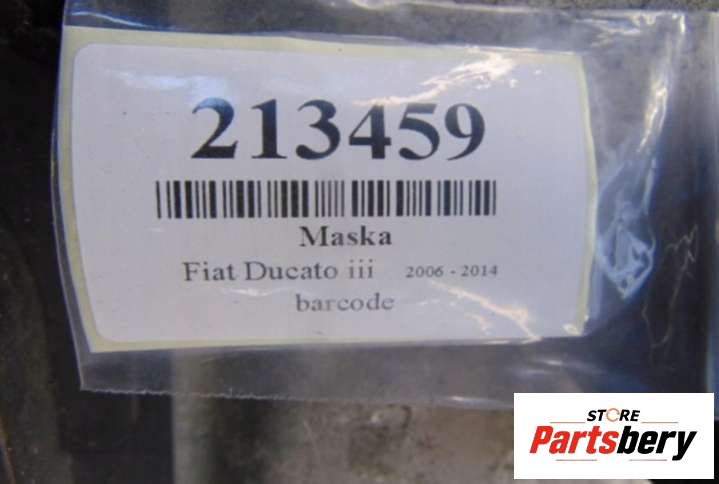 213459
Maska
Fiat Ducato iii 2006 - 2014
barcode
STORE
Partsbery